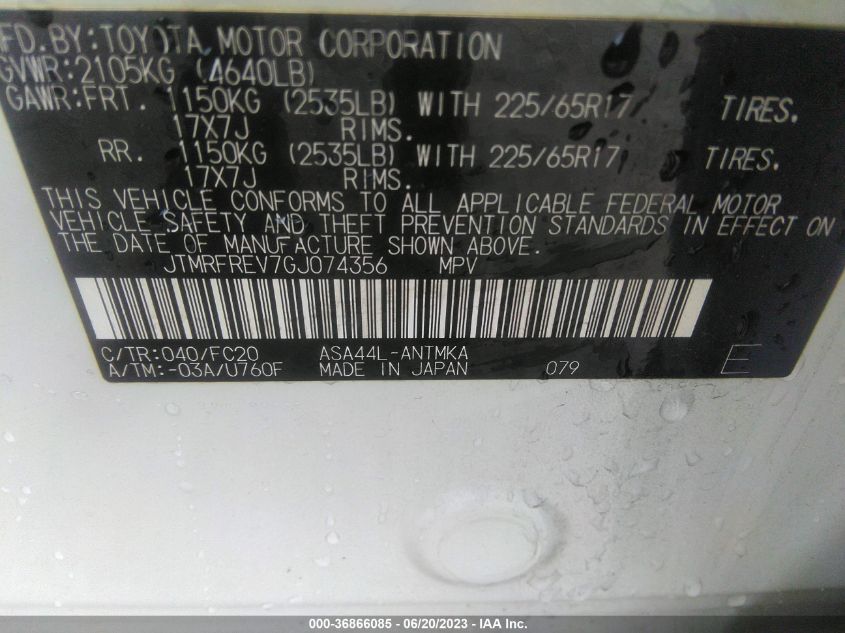 MFD.BY:TOYOTA MOTOR CORPORATION
GVWR:2105KG (4640LB)
GAWR:FRT. 1150KG (2535LB) WITH 225/65R17 TIRES.
17X7J RIMS.
RR. 1150KG (2535LB) WITH 225/65R17 TIRES.
17X7J RIMS.
THIS VEHICLE CONFORMS TO ALL APPLICABLE FEDERAL MOTOR
VEHICLE SAFETY AND THEFT PREVENTION STANDARDS IN EFFECT ON
THE DATE OF MANUFACTURE SHOWN ABOVE.
JTMRFREV7GJ074356 MPV
C/TR:040/FC20 ASA44L-ANTMKA
A/TM:-03A/U760F MADE IN JAPAN 079 E
000-36866085 - 06/20/2023 - IAA Inc.